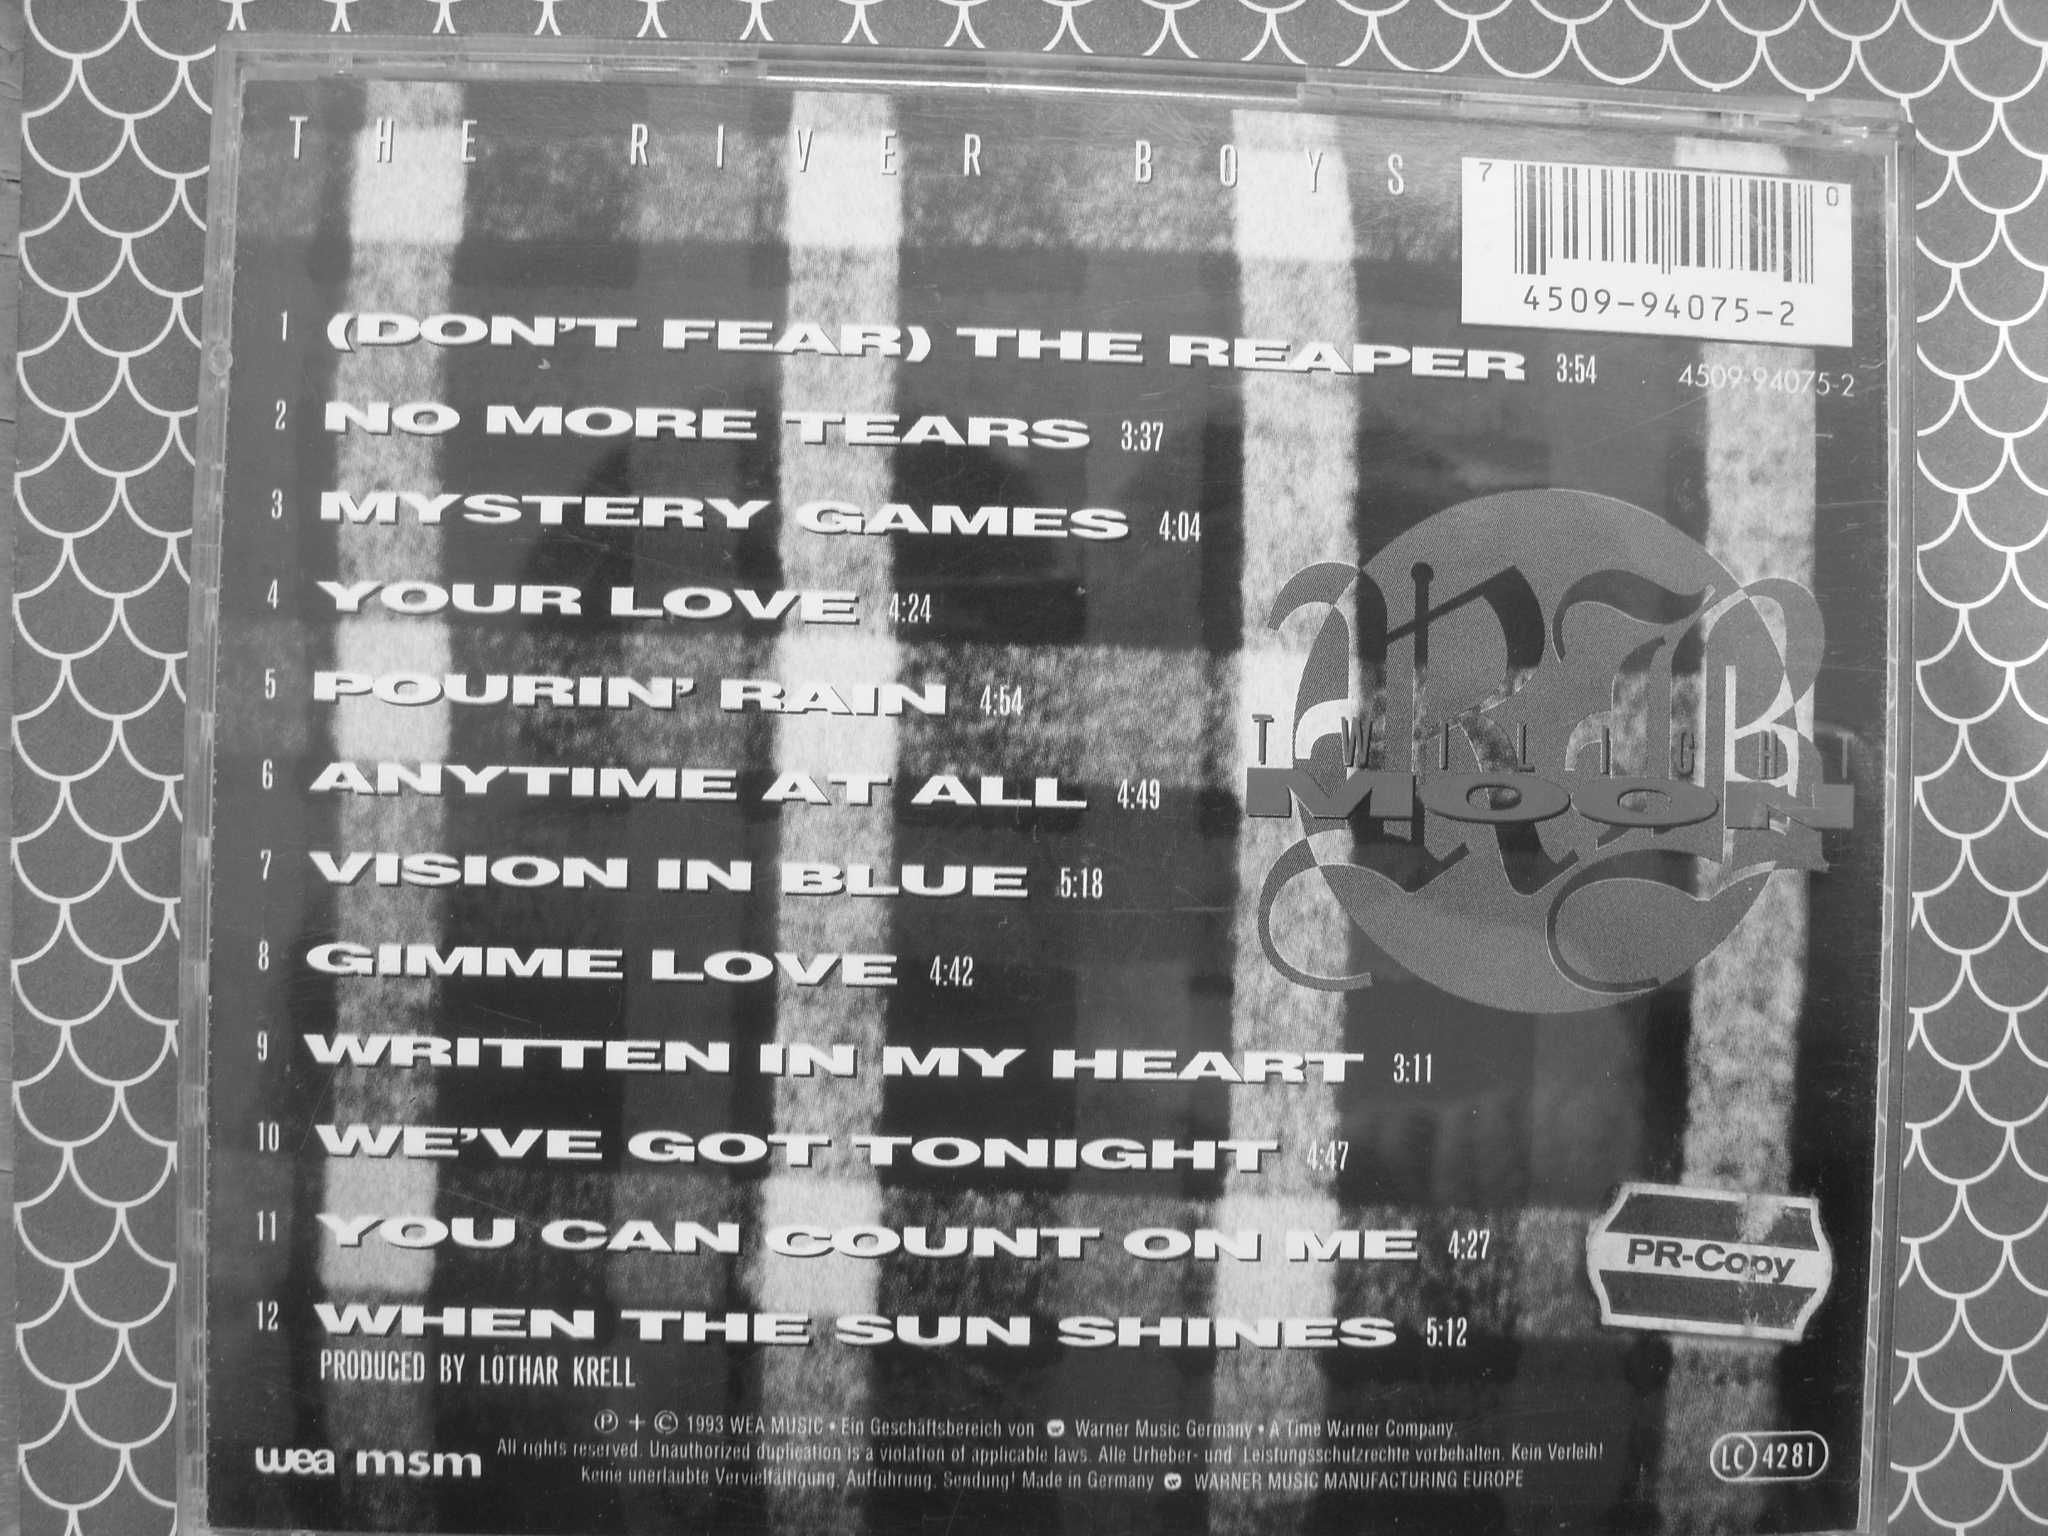 THE RIVER BOYS
7 0
4509-94075-2
1 (DON'T FEAR) THE REAPER 3:54
4509-94075-2
2 NO MORE TEARS 3:37
3 MYSTERY GAMES 4:04
4 YOUR LOVE 4:24
5 POURIN' RAIN 4:54
6 ANYTIME AT ALL 4:49
7 VISION IN BLUE 5:18
8 GIMME LOVE 4:42
9 WRITTEN IN MY HEART 3:11
10 WE'VE GOT TONIGHT 4:47
11 YOU CAN COUNT ON ME 4:27
12 WHEN THE SUN SHINES 5:12
PRODUCED BY LOTHAR KRELL
RB
TWILIGHT
MOON
PR-Copy
℗ + © 1993 WEA MUSIC • Ein Geschäftsbereich von Warner Music Germany • A Time Warner Company.
All rights reserved. Unauthorized duplication is a violation of applicable laws. Alle Urheber- und Leistungsschutzrechte vorbehalten. Kein Verleih!
Keine unerlaubte Vervielfältigung, Aufführung, Sendung! Made in Germany WARNER MUSIC MANUFACTURING EUROPE
wea msm
LC 4281